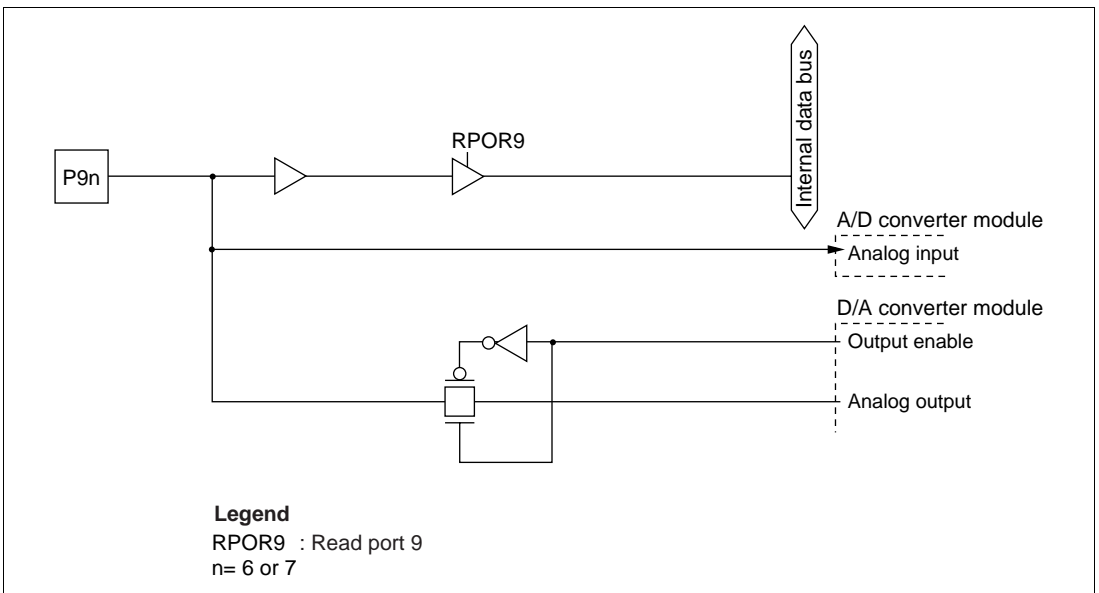 Internal data bus
RPOR9
P9n
A/D converter module
Analog input
D/A converter module
Output enable
Analog output
Legend
RPOR9 : Read port 9
n= 6 or 7